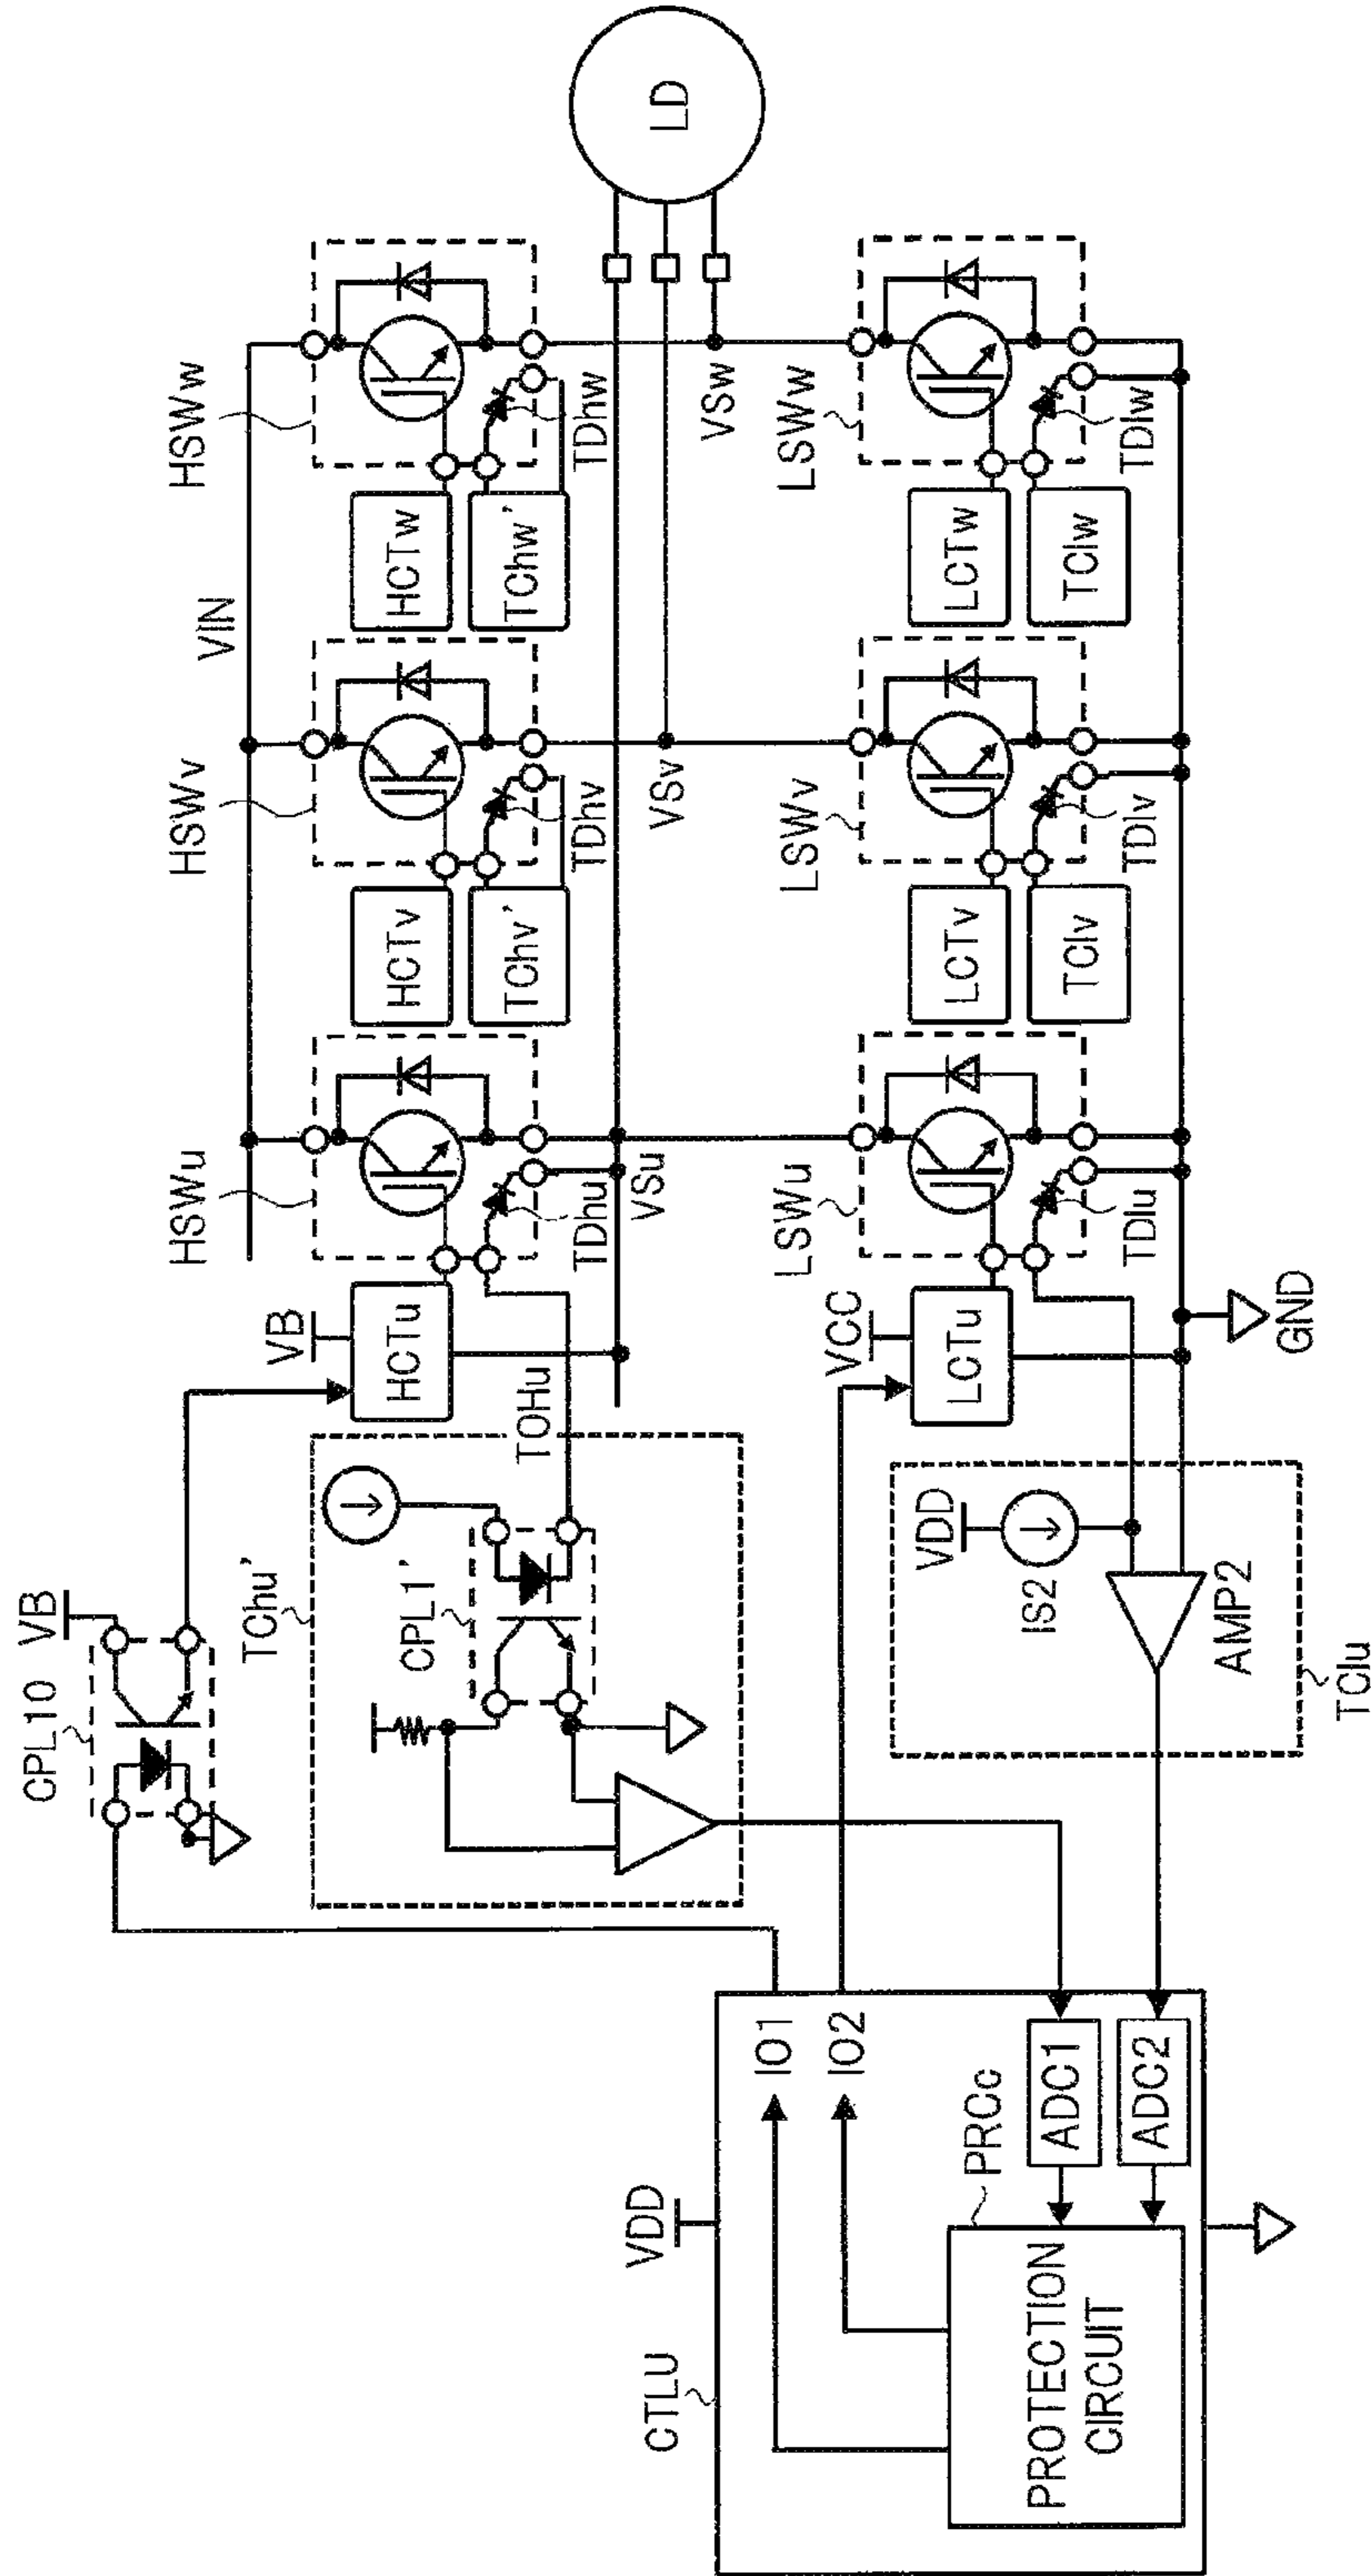 LD
HSWw
HCTw
TChw'
TDhw
VSw
LSWw
LCTw
TClw
TDlw
VIN
HSWv
HCTv
TChv'
TDhv
VSv
LSWv
LCTv
TClv
TDlv
HSWu
VB
HCTu
TDhu
VSu
TOHu
LSWu
VCC
LCTu
TDlu
GND
CPL10
VB
TChu'
CPL1'
VDD
IS2
AMP2
TClu
CTLU
VDD
IO1
IO2
PRCc
ADC1
ADC2
PROTECTION
CIRCUIT